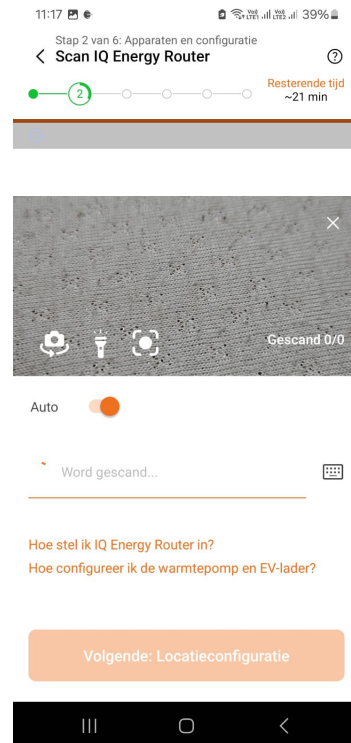 11:17
39%
Stap 2 van 6: Apparaten en configuratie
Scan IQ Energy Router
2
Resterende tijd
~21 min
Gescand 0/0
Auto
Word gescand...
Hoe stel ik IQ Energy Router in?
Hoe configureer ik de warmtepomp en EV-lader?
Volgende: Locatieconfiguratie